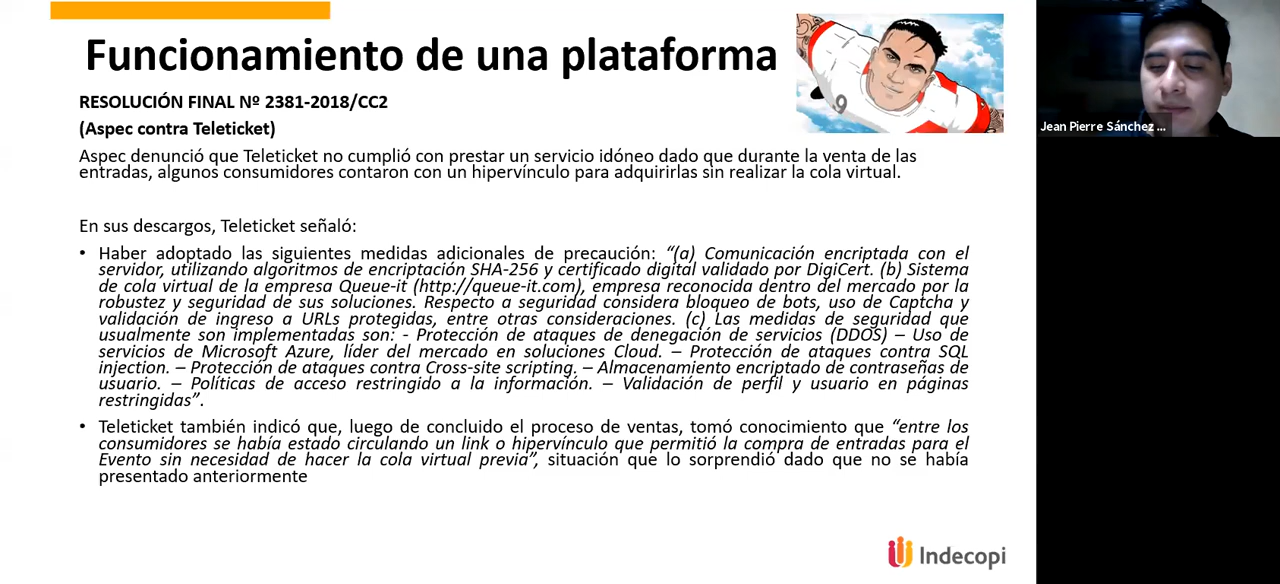 Funcionamiento de una plataforma
9
RESOLUCIÓN FINAL Nº 2381-2018/CC2
(Aspec contra Teleticket)
Aspec denunció que Teleticket no cumplió con prestar un servicio idóneo dado que durante la venta de las
entradas, algunos consumidores contaron con un hipervínculo para adquirirlas sin realizar la cola virtual.
En sus descargos, Teleticket señaló:
• Haber adoptado las siguientes medidas adicionales de precaución: “(a) Comunicación encriptada con el
servidor, utilizando algoritmos de encriptación SHA-256 y certificado digital validado por DigiCert. (b) Sistema
de cola virtual de la empresa Queue-it (http://queue-it.com), empresa reconocida dentro del mercado por la
robustez y seguridad de sus soluciones. Respecto a seguridad considera bloqueo de bots, uso de Captcha y
validación de ingreso a URLs protegidas, entre otras consideraciones. (c) Las medidas de seguridad que
usualmente son implementadas son: - Protección de ataques de denegación de servicios (DDOS) – Uso de
servicios de Microsoft Azure, líder del mercado en soluciones Cloud. – Protección de ataques contra SQL
injection. – Protección de ataques contra Cross-site scripting. – Almacenamiento encriptado de contraseñas de
usuario. – Políticas de acceso restringido a la información. – Validación de perfil y usuario en páginas
restringidas”.
• Teleticket también indicó que, luego de concluido el proceso de ventas, tomó conocimiento que “entre los
consumidores se había estado circulando un link o hipervínculo que permitió la compra de entradas para el
Evento sin necesidad de hacer la cola virtual previa”, situación que lo sorprendió dado que no se había
presentado anteriormente
Indecopi
Jean Pierre Sánchez ...